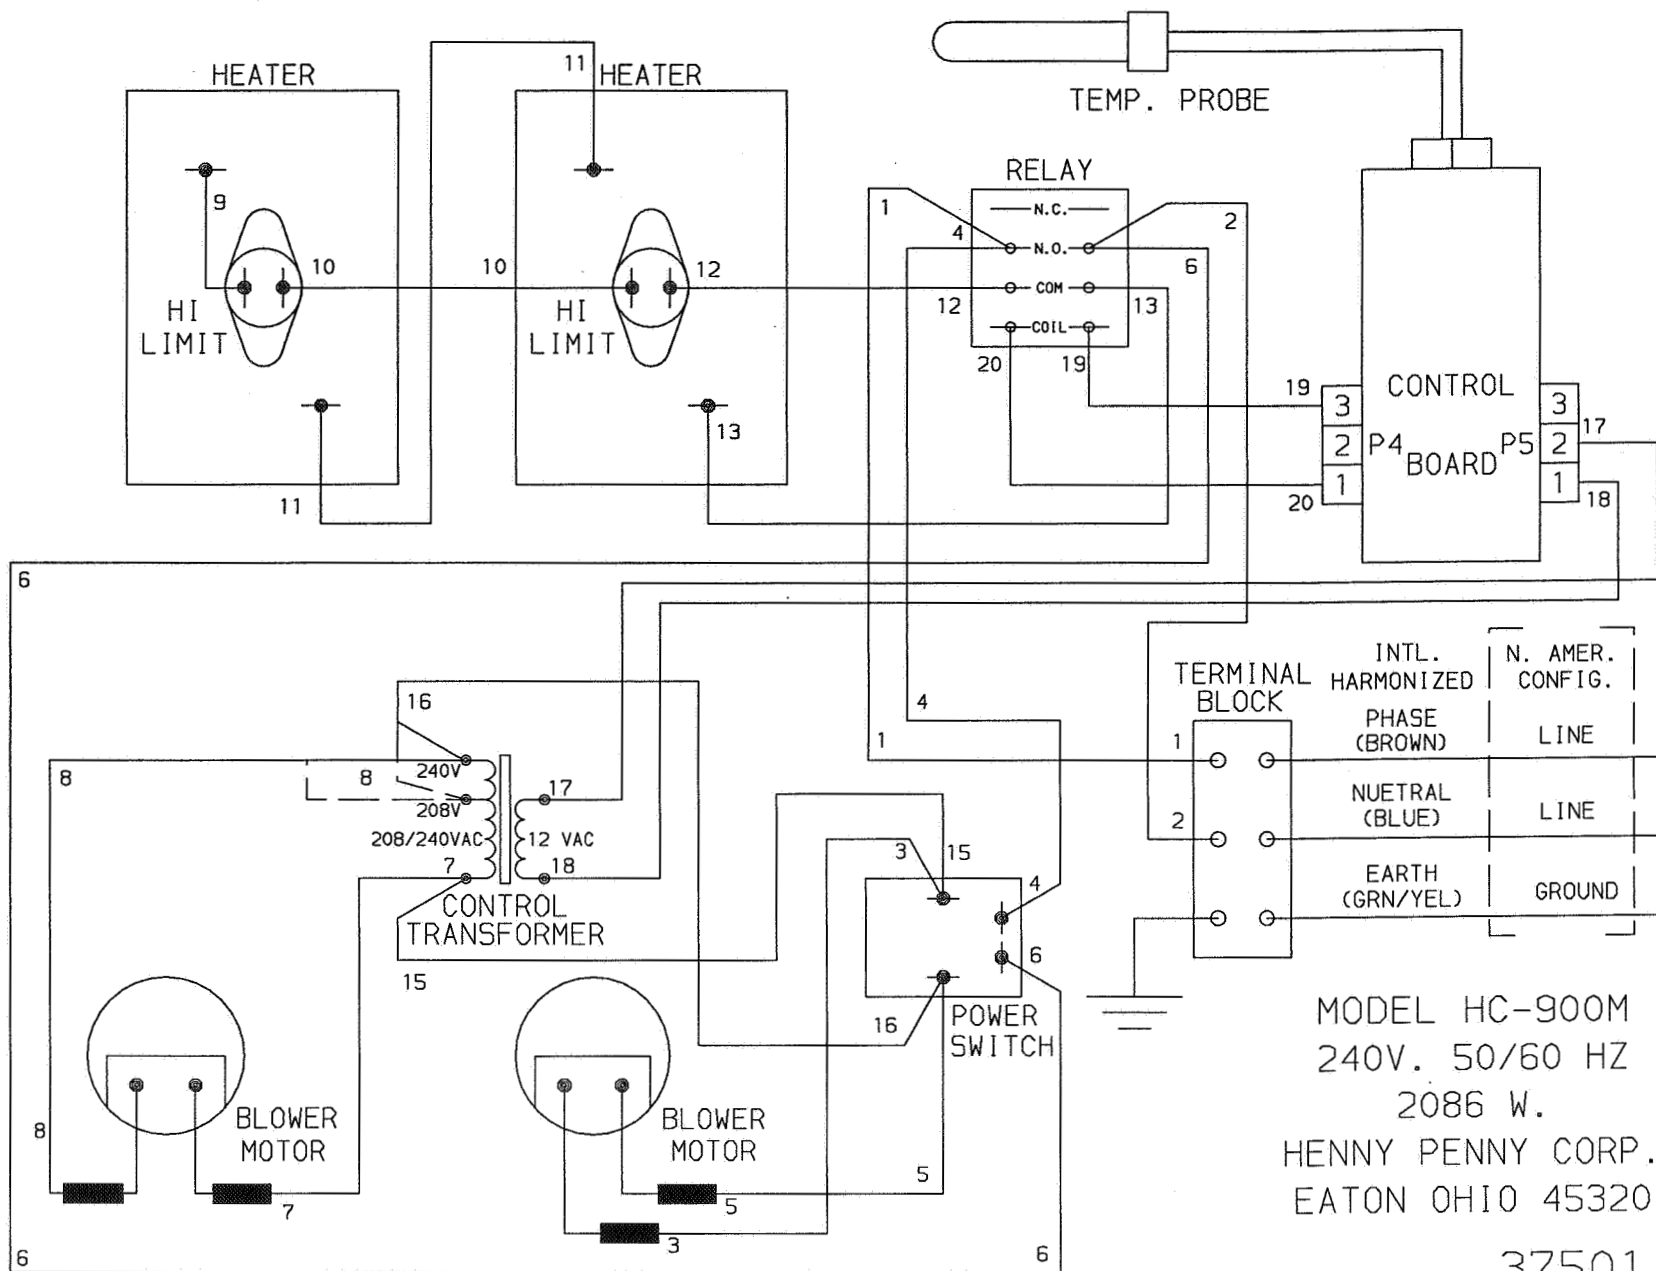 HEATER
11
HEATER
TEMP. PROBE
RELAY
N.C.
1
2
9
4
N.O.
6
10
10
12
COM
12
13
HI
LIMIT
HI
LIMIT
COIL
20
19
19
3
CONTROL
3
17
13
2
P4
BOARD
P5
2
11
20
1
1
18
6
16
4
TERMINAL
BLOCK
INTL.
HARMONIZED
N. AMER.
CONFIG.
PHASE
(BROWN)
LINE
1
1
8
8
240V
208V
17
NUETRAL
(BLUE)
LINE
2
208/240VAC
12 VAC
7
18
3
15
4
EARTH
(GRN/YEL)
GROUND
CONTROL
TRANSFORMER
15
6
16
POWER
SWITCH
MODEL HC-900M
240V. 50/60 HZ
2086 W.
HENNY PENNY CORP.
EATON OHIO 45320
8
BLOWER
MOTOR
BLOWER
MOTOR
5
7
5
3
6
6
37501